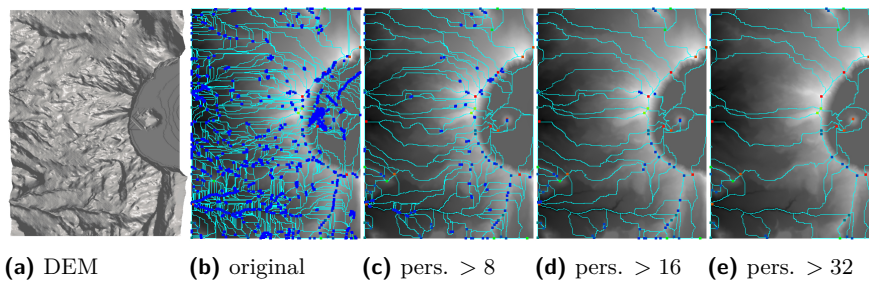 (a) DEM
(b) original
(c) pers. > 8
(d) pers. > 16
(e) pers. > 32